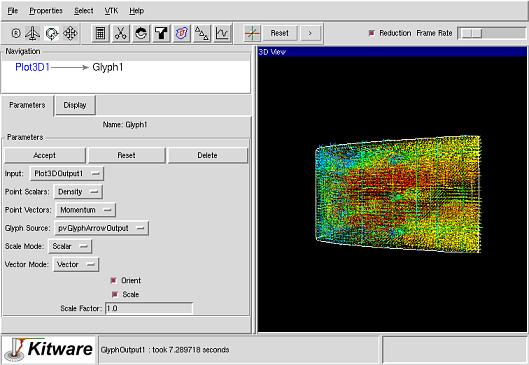 File Properties Select VTK Help
R Reset > Reduction Frame Rate
Navigation 3D View
Plot3D1 Glyph1
Parameters Display
Name: Glyph1
Parameters
Accept Reset Delete
Input: Plot3DOutput1
Point Scalars: Density
Point Vectors: Momentum
Glyph Source: pvGlyphArrowOutput
Scale Mode: Scalar
Vector Mode: Vector
Orient
Scale
Scale Factor: 1.0
Kitware GlyphOutput1 : took 7.289718 seconds